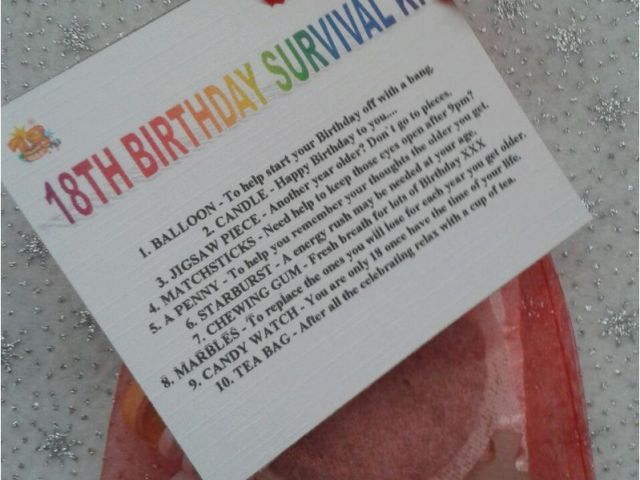 18TH BIRTHDAY SURVIVAL
1. BALLOON - To help start your Birthday off with a bang.
2. CANDLE - Happy Birthday to you....
3. JIGSAW PIECE - Another year older? Don't go to pieces.
4. MATCHSTICKS - Need help to keep those eyes open after 9pm?
5. A PENNY - To help you remember your thoughts the older you get.
6. STARBURST - A energy rush may be needed at your age.
7. CHEWING GUM - Fresh breath for lots of Birthday XXX
8. MARBLES - To replace the ones you will lose for each year you get older.
9. CANDY WATCH - You are only 18 once have the time of your life.
10. TEA BAG - After all the celebrating relax with a cup of tea.